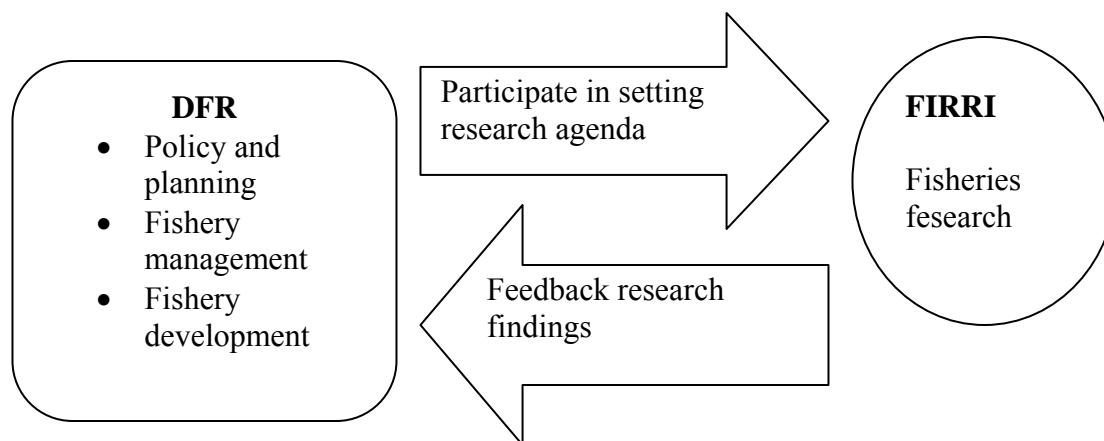 DFR
• Policy and
planning
• Fishery
management
• Fishery
development
Participate in setting
research agenda
Feedback research
findings
FIRRI
Fisheries
fesearch